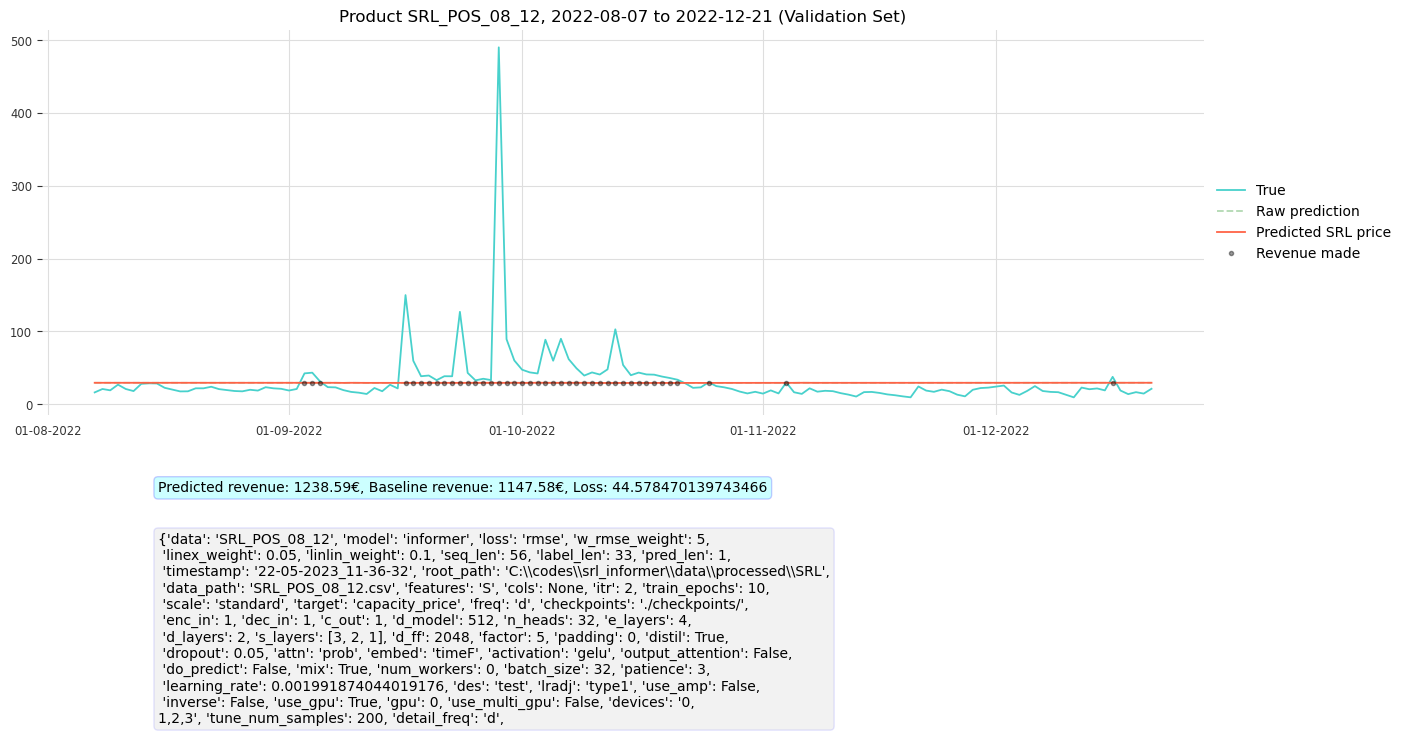 Product SRL_POS_08_12, 2022-08-07 to 2022-12-21 (Validation Set)
500
400
300
200
100
0
01-08-2022
01-09-2022
01-10-2022
01-11-2022
01-12-2022
True
Raw prediction
Predicted SRL price
Revenue made
Predicted revenue: 1238.59€, Baseline revenue: 1147.58€, Loss: 44.578470139743466
{'data': 'SRL_POS_08_12', 'model': 'informer', 'loss': 'rmse', 'w_rmse_weight': 5,
'linex_weight': 0.05, 'linlin_weight': 0.1, 'seq_len': 56, 'label_len': 33, 'pred_len': 1,
'timestamp': '22-05-2023_11-36-32', 'root_path': 'C:\\codes\\srl_informer\\data\\processed\\SRL',
'data_path': 'SRL_POS_08_12.csv', 'features': 'S', 'cols': None, 'itr': 2, 'train_epochs': 10,
'scale': 'standard', 'target': 'capacity_price', 'freq': 'd', 'checkpoints': './checkpoints/',
'enc_in': 1, 'dec_in': 1, 'c_out': 1, 'd_model': 512, 'n_heads': 32, 'e_layers': 4,
'd_layers': 2, 's_layers': [3, 2, 1], 'd_ff': 2048, 'factor': 5, 'padding': 0, 'distil': True,
'dropout': 0.05, 'attn': 'prob', 'embed': 'timeF', 'activation': 'gelu', 'output_attention': False,
'do_predict': False, 'mix': True, 'num_workers': 0, 'batch_size': 32, 'patience': 3,
'learning_rate': 0.001991874044019176, 'des': 'test', 'lradj': 'type1', 'use_amp': False,
'inverse': False, 'use_gpu': True, 'gpu': 0, 'use_multi_gpu': False, 'devices': '0,
1,2,3', 'tune_num_samples': 200, 'detail_freq': 'd',